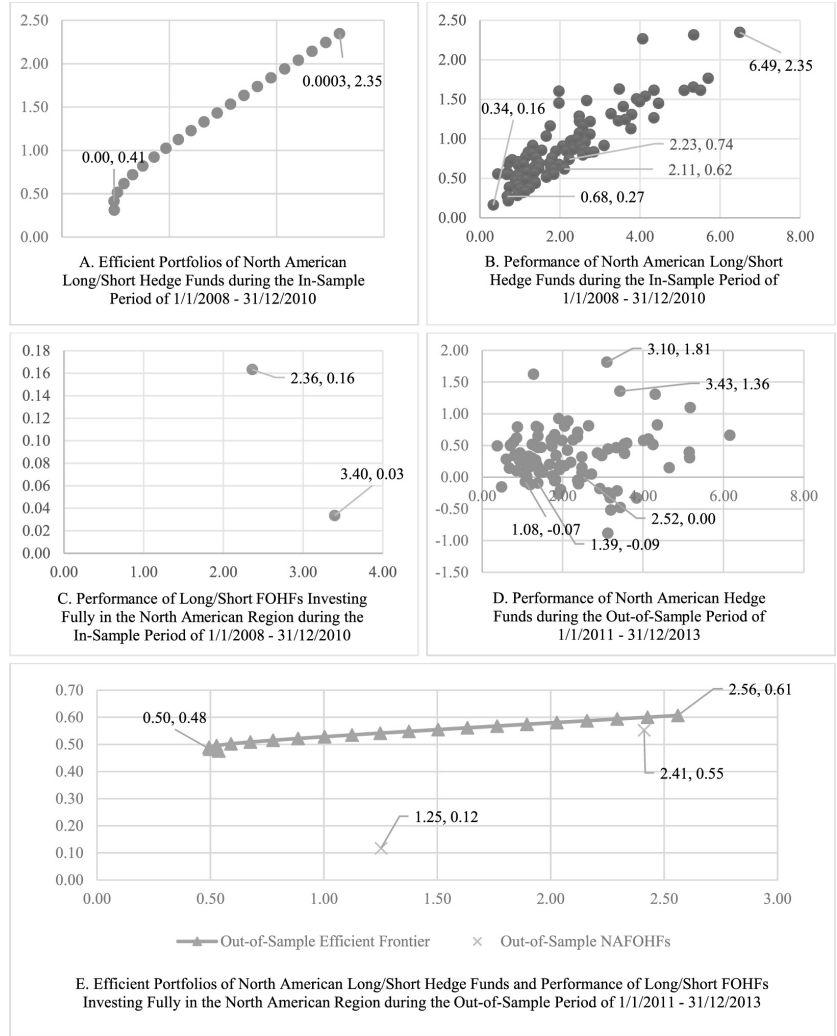 2.50
2.00
1.50
1.00
0.50
0.00
0.0003, 2.35
0.00, 0.41
A. Efficient Portfolios of North American
Long/Short Hedge Funds during the In-Sample
Period of 1/1/2008 - 31/12/2010
2.50
2.00
1.50
1.00
0.50
0.00
0.00 2.00 4.00 6.00 8.00
6.49, 2.35
0.34, 0.16
2.23, 0.74
2.11, 0.62
0.68, 0.27
B. Peformance of North American Long/Short
Hedge Funds during the In-Sample Period of
1/1/2008 - 31/12/2010
0.18
0.16
0.14
0.12
0.10
0.08
0.06
0.04
0.02
0.00
0.00 1.00 2.00 3.00 4.00
2.36, 0.16
3.40, 0.03
C. Performance of Long/Short FOHFs Investing
Fully in the North American Region during the
In-Sample Period of 1/1/2008 - 31/12/2010
2.00
1.50
1.00
0.50
0.00
-0.50
-1.00
-1.50
0.00 2.00 4.00 6.00 8.00
3.10, 1.81
3.43, 1.36
2.52, 0.00
1.08, -0.07
1.39, -0.09
D. Performance of North American Hedge
Funds during the Out-of-Sample Period of
1/1/2011 - 31/12/2013
0.70
0.60
0.50
0.40
0.30
0.20
0.10
0.00
0.00 0.50 1.00 1.50 2.00 2.50 3.00
2.56, 0.61
0.50, 0.48
2.41, 0.55
1.25, 0.12
Out-of-Sample Efficient Frontier Out-of-Sample NAFOHFs
E. Efficient Portfolios of North American Long/Short Hedge Funds and Performance of Long/Short FOHFs
Investing Fully in the North American Region during the Out-of-Sample Period of 1/1/2011 - 31/12/2013